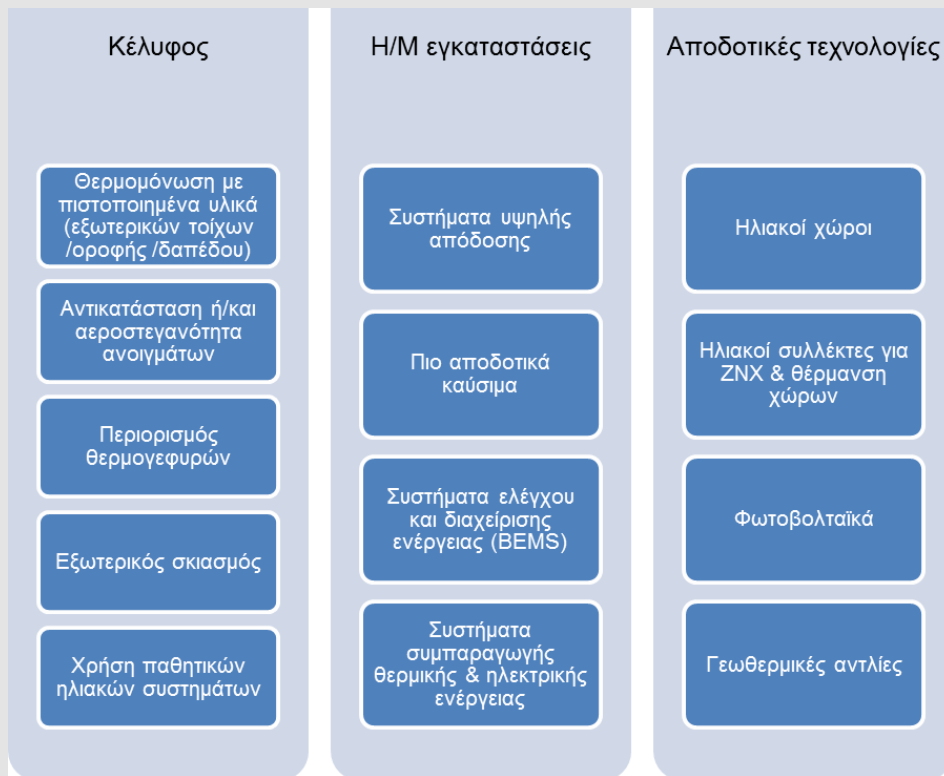 Κέλυφος
Θερμομόνωση με
πιστοποιημένα υλικά
(εξωτερικών τοίχων
/οροφής /δαπέδου)
Αντικατάσταση ή/και
αεροστεγανότητα
ανοιγμάτων
Περιορισμός
θερμογεφυρών
Εξωτερικός σκιασμός
Χρήση παθητικών
ηλιακών συστημάτων
Η/Μ εγκαταστάσεις
Συστήματα υψηλής
απόδοσης
Πιο αποδοτικά
καύσιμα
Συστήματα ελέγχου
και διαχείρισης
ενέργειας (BEMS)
Συστήματα
συμπαραγωγής
θερμικής & ηλεκτρικής
ενέργειας
Αποδοτικές τεχνολογίες
Ηλιακοί χώροι
Ηλιακοί συλλέκτες για
ΖΝΧ & θέρμανση
χώρων
Φωτοβολταϊκά
Γεωθερμικές αντλίες